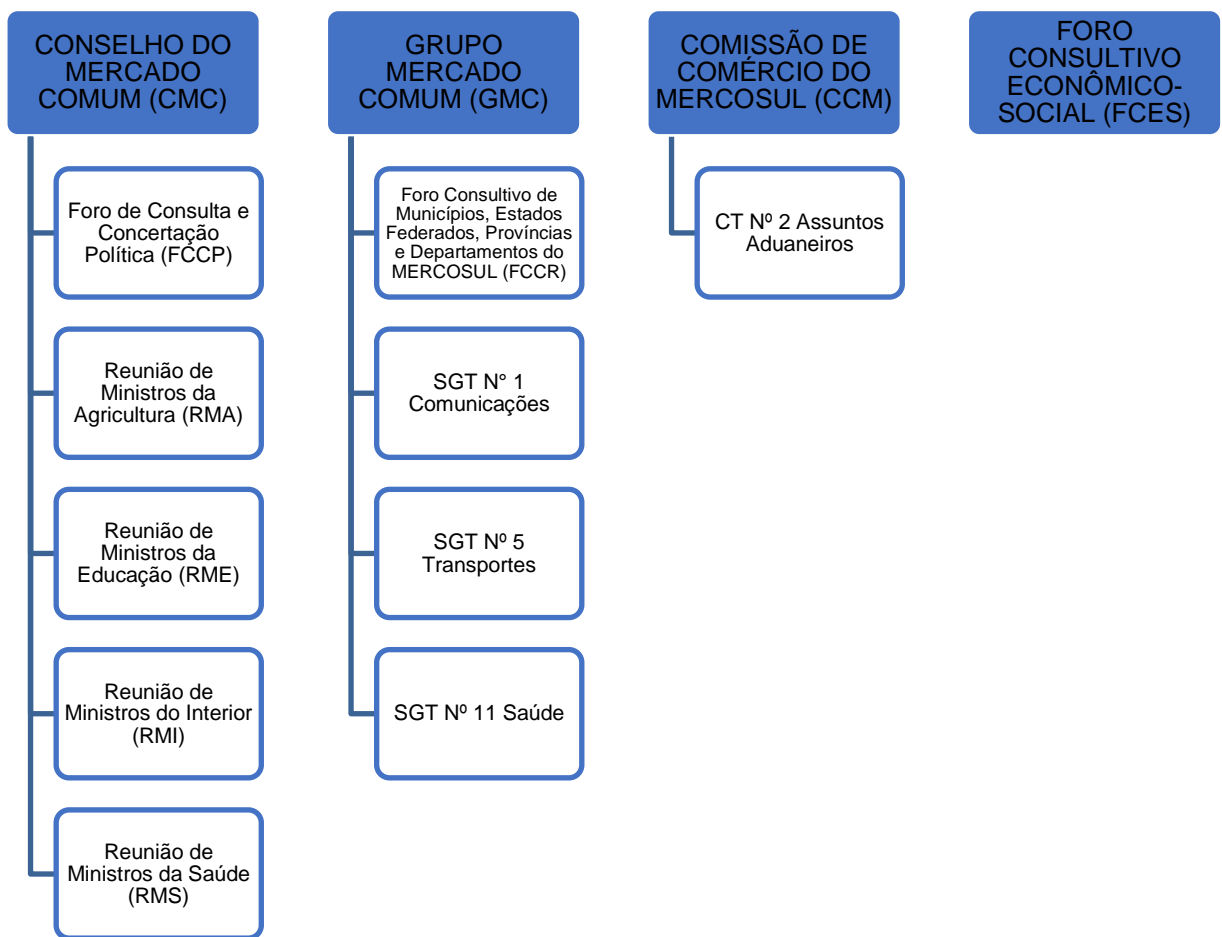 CONSELHO DO
MERCADO
COMUM (CMC)
Foro de Consulta e
Concertação
Política (FCCP)
Reunião de
Ministros da
Agricultura (RMA)
Reunião de
Ministros da
Educação (RME)
Reunião de
Ministros do Interior
(RMI)
Reunião de
Ministros da Saúde
(RMS)
GRUPO
MERCADO
COMUM (GMC)
Foro Consultivo de
Municípios, Estados
Federados, Províncias
e Departamentos do
MERCOSUL (FCCR)
SGT N° 1
Comunicações
SGT Nº 5
Transportes
SGT Nº 11 Saúde
COMISSÃO DE
COMÉRCIO DO
MERCOSUL (CCM)
CT Nº 2 Assuntos
Aduaneiros
FORO
CONSULTIVO
ECONÔMICO-
SOCIAL (FCES)